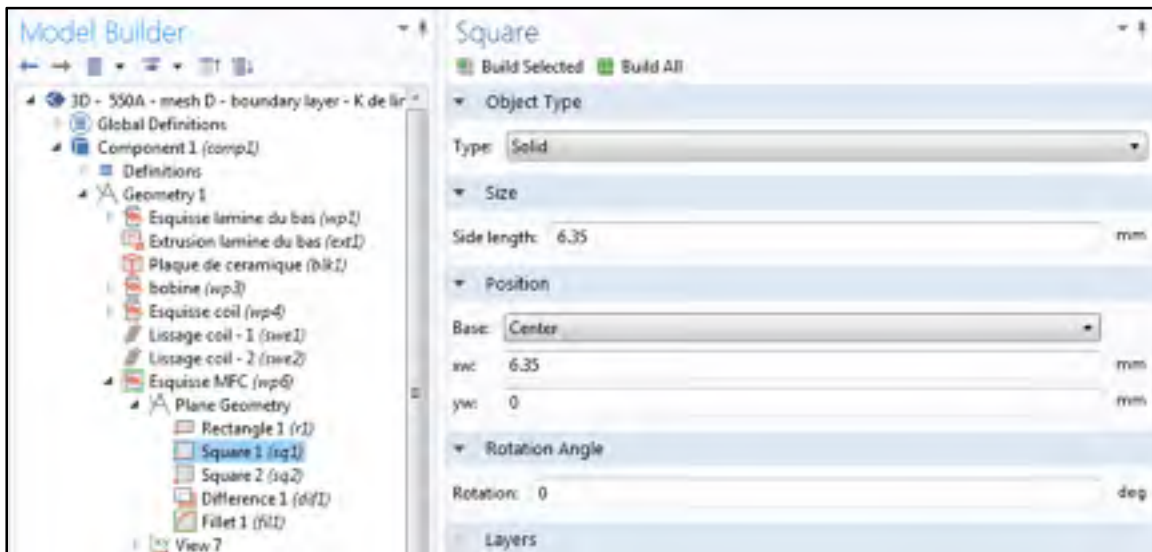 Model Builder
3D - 550A - mesh D - boundary layer - K de lir
Global Definitions
Component 1 (comp1)
Definitions
Geometry 1
Esquisse lamine du bas (wp1)
Extrusion lamine du bas (ext1)
Plaque de ceramique (blk1)
bobine (wp3)
Esquisse coil (wp4)
Lissage coil - 1 (swe1)
Lissage coil - 2 (swe2)
Esquisse MFC (wp6)
Plane Geometry
Rectangle 1 (r1)
Square 1 (sq1)
Square 2 (sq2)
Difference 1 (dif1)
Fillet 1 (fil1)
View 7
Square
Build Selected Build All
Object Type
Type: Solid
Size
Side length: 6.35 mm
Position
Base: Center
xw: 6.35 mm
yw: 0 mm
Rotation Angle
Rotation: 0 deg
Layers